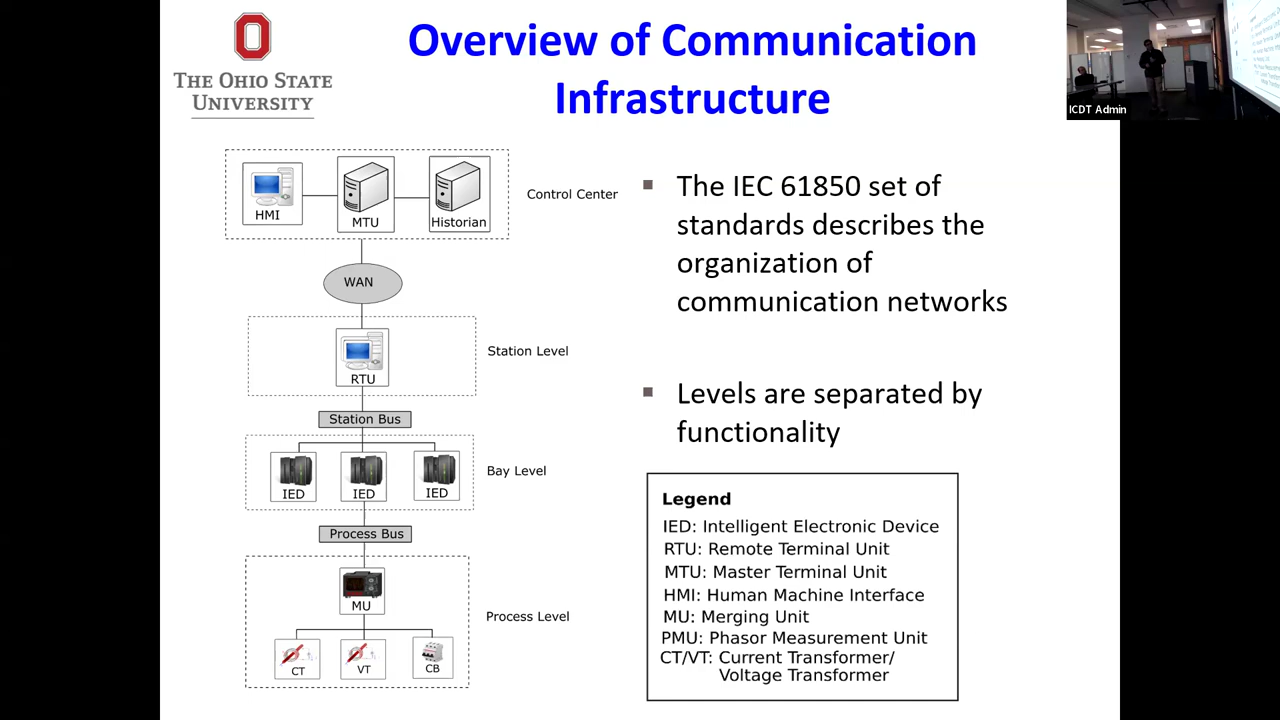 THE OHIO STATE
UNIVERSITY
Overview of Communication
Infrastructure
ICDT Admin
HMI
MTU
Historian
Control Center
WAN
RTU
Station Level
Station Bus
IED
IED
IED
Bay Level
Process Bus
MU
Process Level
CT
VT
CB
▪ The IEC 61850 set of
standards describes the
organization of
communication networks
▪ Levels are separated by
functionality
Legend
IED: Intelligent Electronic Device
RTU: Remote Terminal Unit
MTU: Master Terminal Unit
HMI: Human Machine Interface
MU: Merging Unit
PMU: Phasor Measurement Unit
CT/VT: Current Transformer/
Voltage Transformer